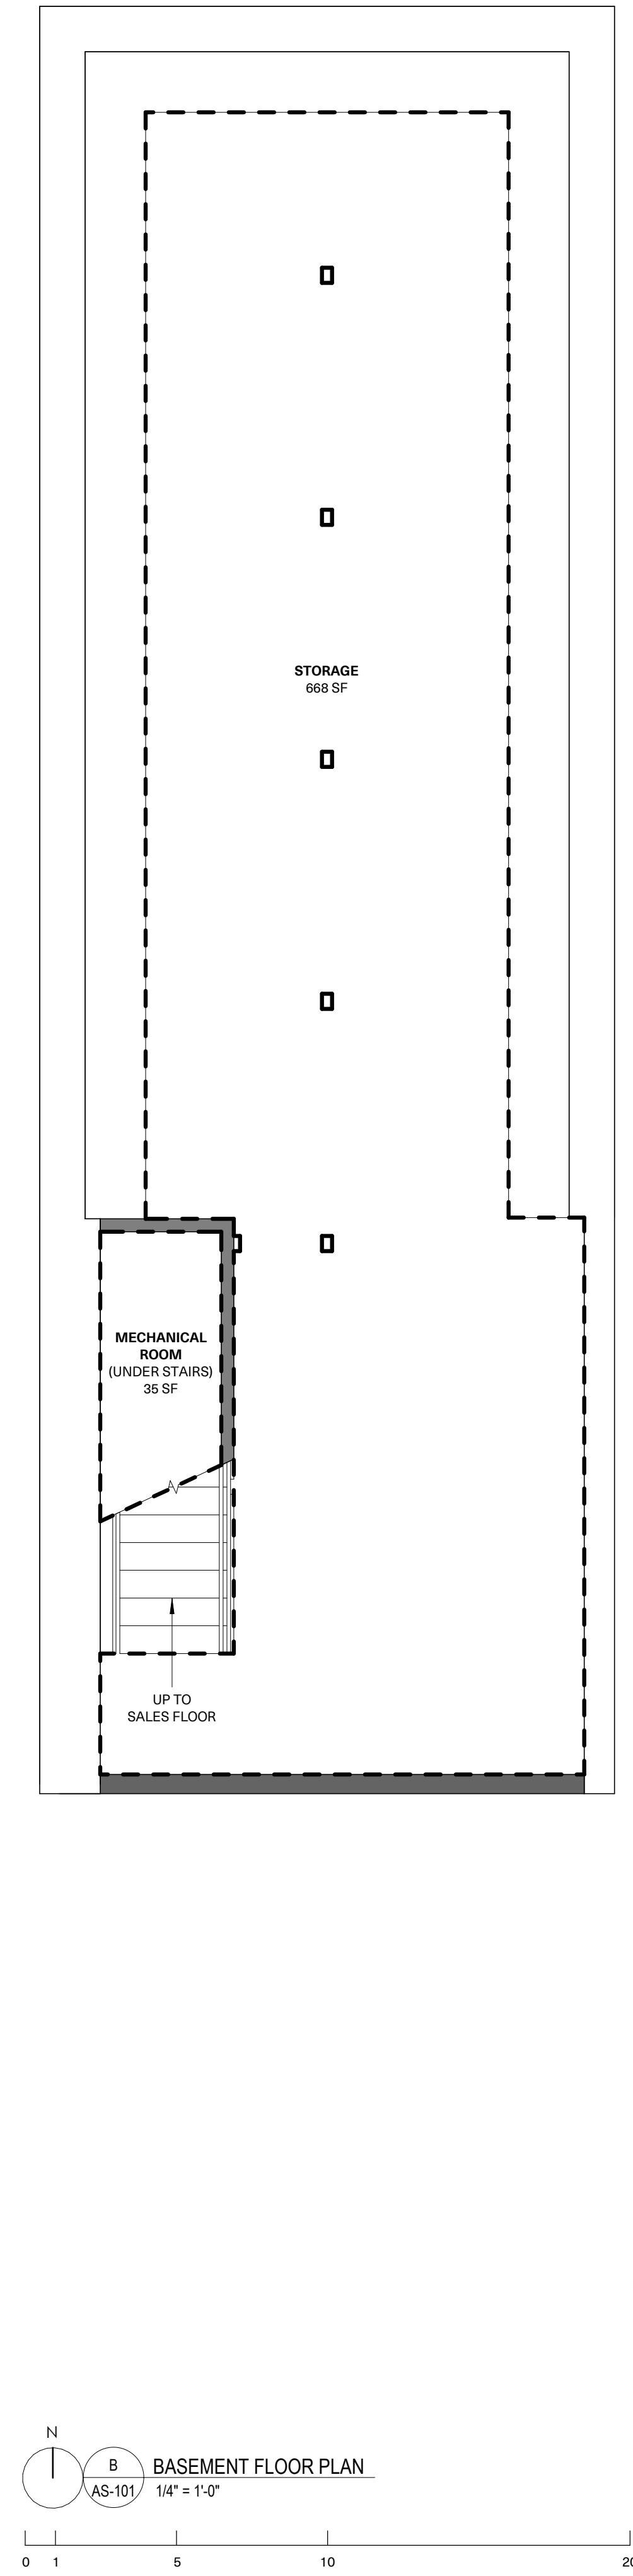 STORAGE
668 SF
MECHANICAL
ROOM
(UNDER STAIRS)
35 SF
UP TO
SALES FLOOR
N
B
AS-101
BASEMENT FLOOR PLAN
1/4" = 1'-0"
0 1 5 10 20